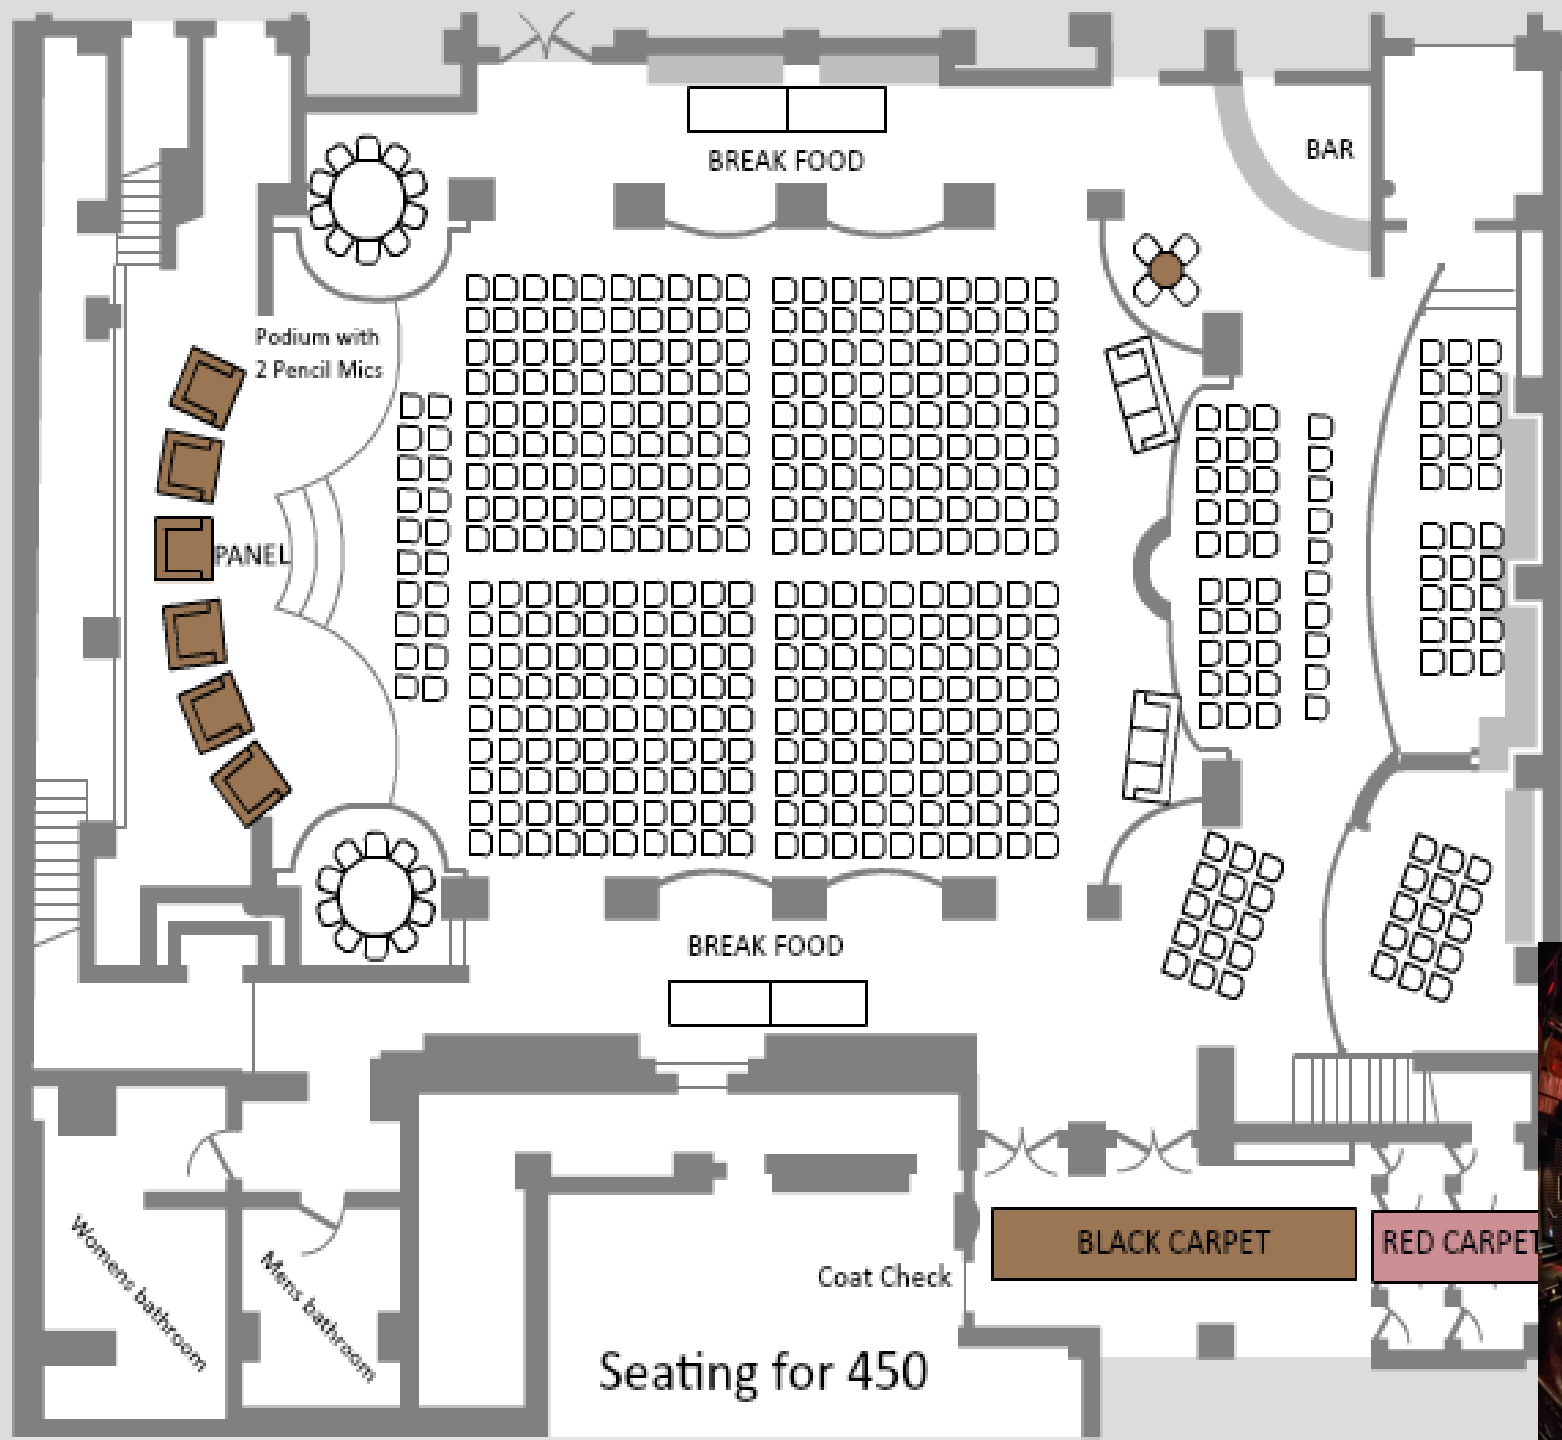 BREAK FOOD
BAR
Podium with
2 Pencil Mics
PANEL
BREAK FOOD
Womens bathroom
Mens bathroom
Coat Check
BLACK CARPET
RED CARPET
Seating for 450